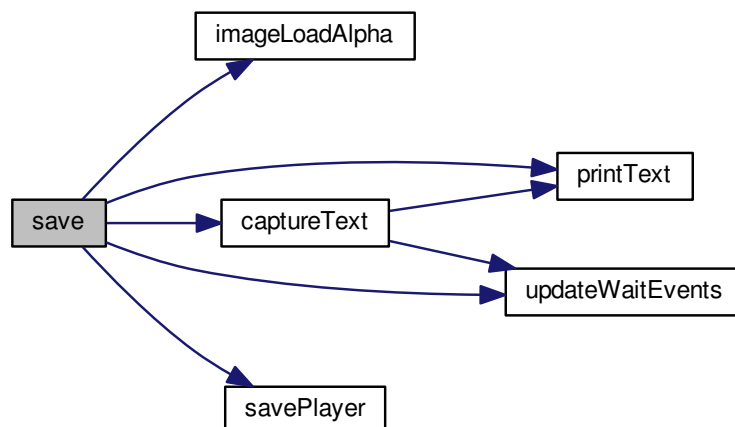 imageLoadAlpha
printText
save
captureText
updateWaitEvents
savePlayer